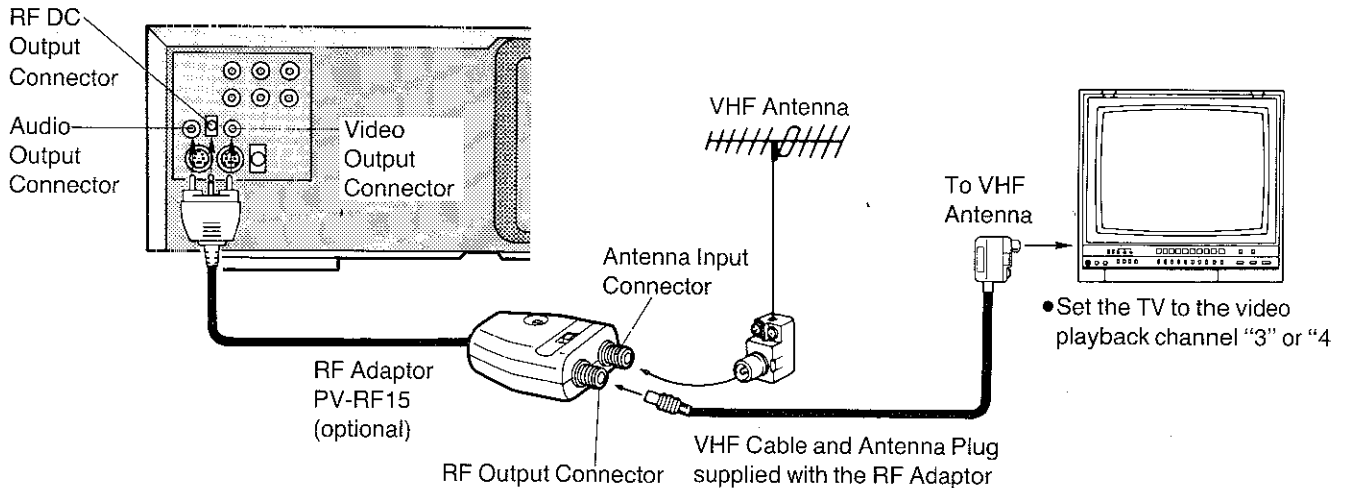 RF DC
Output
Connector
Audio
Output
Connector
Video
Output
Connector
VHF Antenna
To VHF
Antenna
Antenna Input
Connector
●Set the TV to the video
playback channel “3” or “4
RF Adaptor
PV-RF15
(optional)
RF Output Connector
VHF Cable and Antenna Plug
supplied with the RF Adaptor